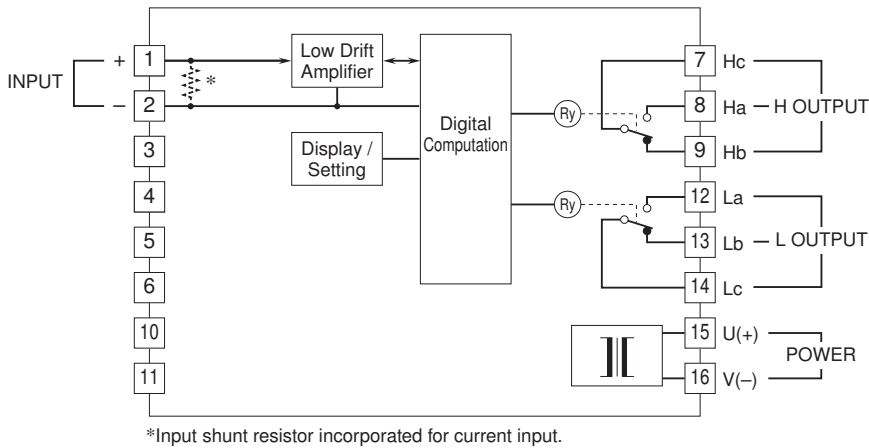 INPUT
+ 1
– 2
3
4
5
6
10
11
*
Low Drift
Amplifier
Display /
Setting
Digital
Computation
Ry
Ry
7 Hc
8 Ha H OUTPUT
9 Hb
12 La
13 Lb L OUTPUT
14 Lc
15 U(+)
POWER
16 V(–)
*Input shunt resistor incorporated for current input.